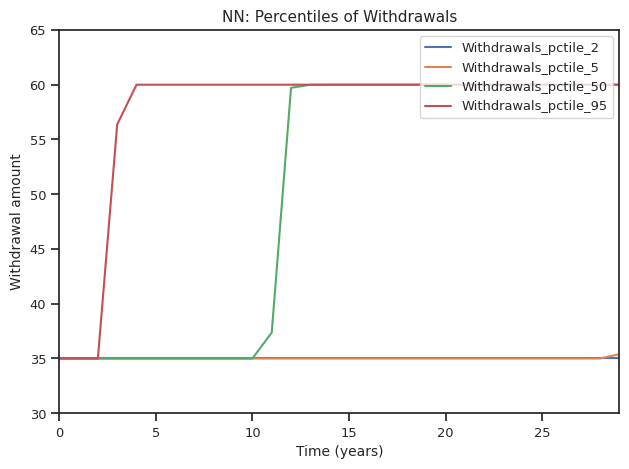 NN: Percentiles of Withdrawals
65
60
55
50
45
40
35
30
Withdrawal amount
Withdrawals_pctile_2
Withdrawals_pctile_5
Withdrawals_pctile_50
Withdrawals_pctile_95
0 5 10 15 20 25
Time (years)